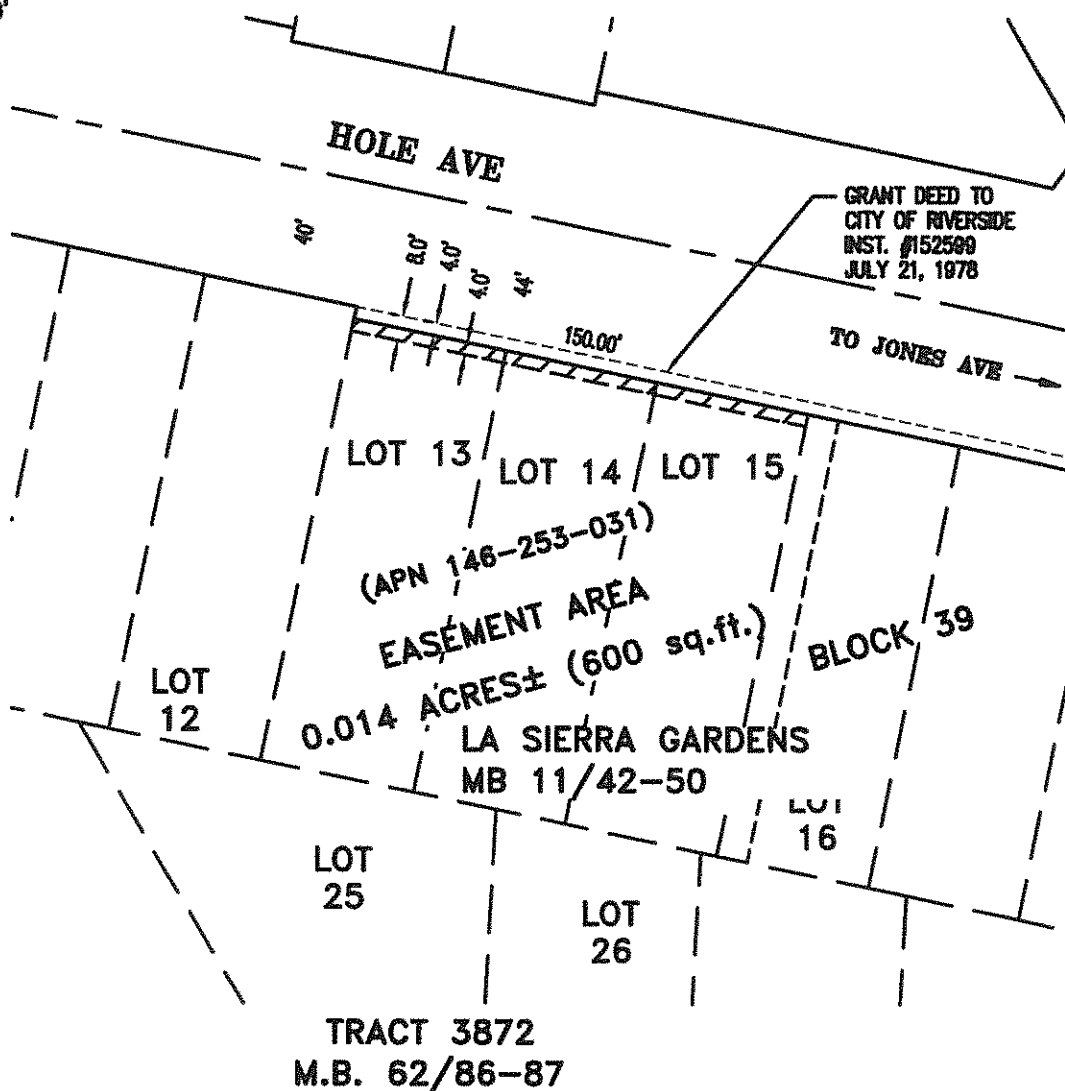 HOLE AVE
GRANT DEED TO
CITY OF RIVERSIDE
INST. #152599
JULY 21, 1978
40'
8.0'
4.0'
4.0'
44'
150.00'
TO JONES AVE
LOT 13
LOT 14
LOT 15
(APN 146-253-031)
EASEMENT AREA
0.014 ACRES± (600 sq.ft.)
BLOCK 39
LOT
12
LA SIERRA GARDENS
MB 11/42-50
LOT
16
LOT
25
LOT
26
TRACT 3872
M.B. 62/86-87